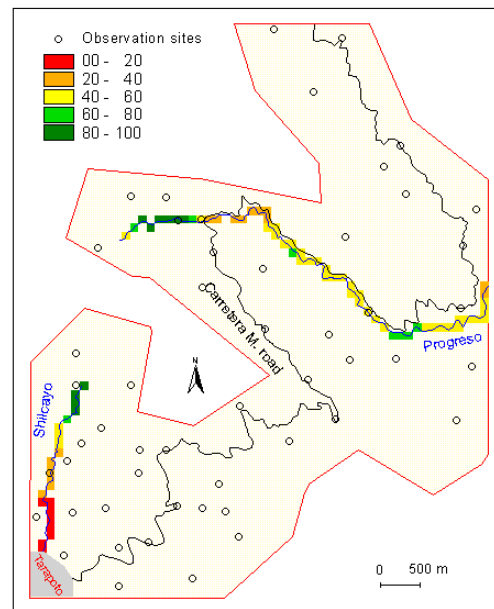 Observation sites
00 - 20
20 - 40
40 - 60
60 - 80
80 - 100
Carretera M. road
Progreso
N
Shilcayo
Tarapoto
0 500 m